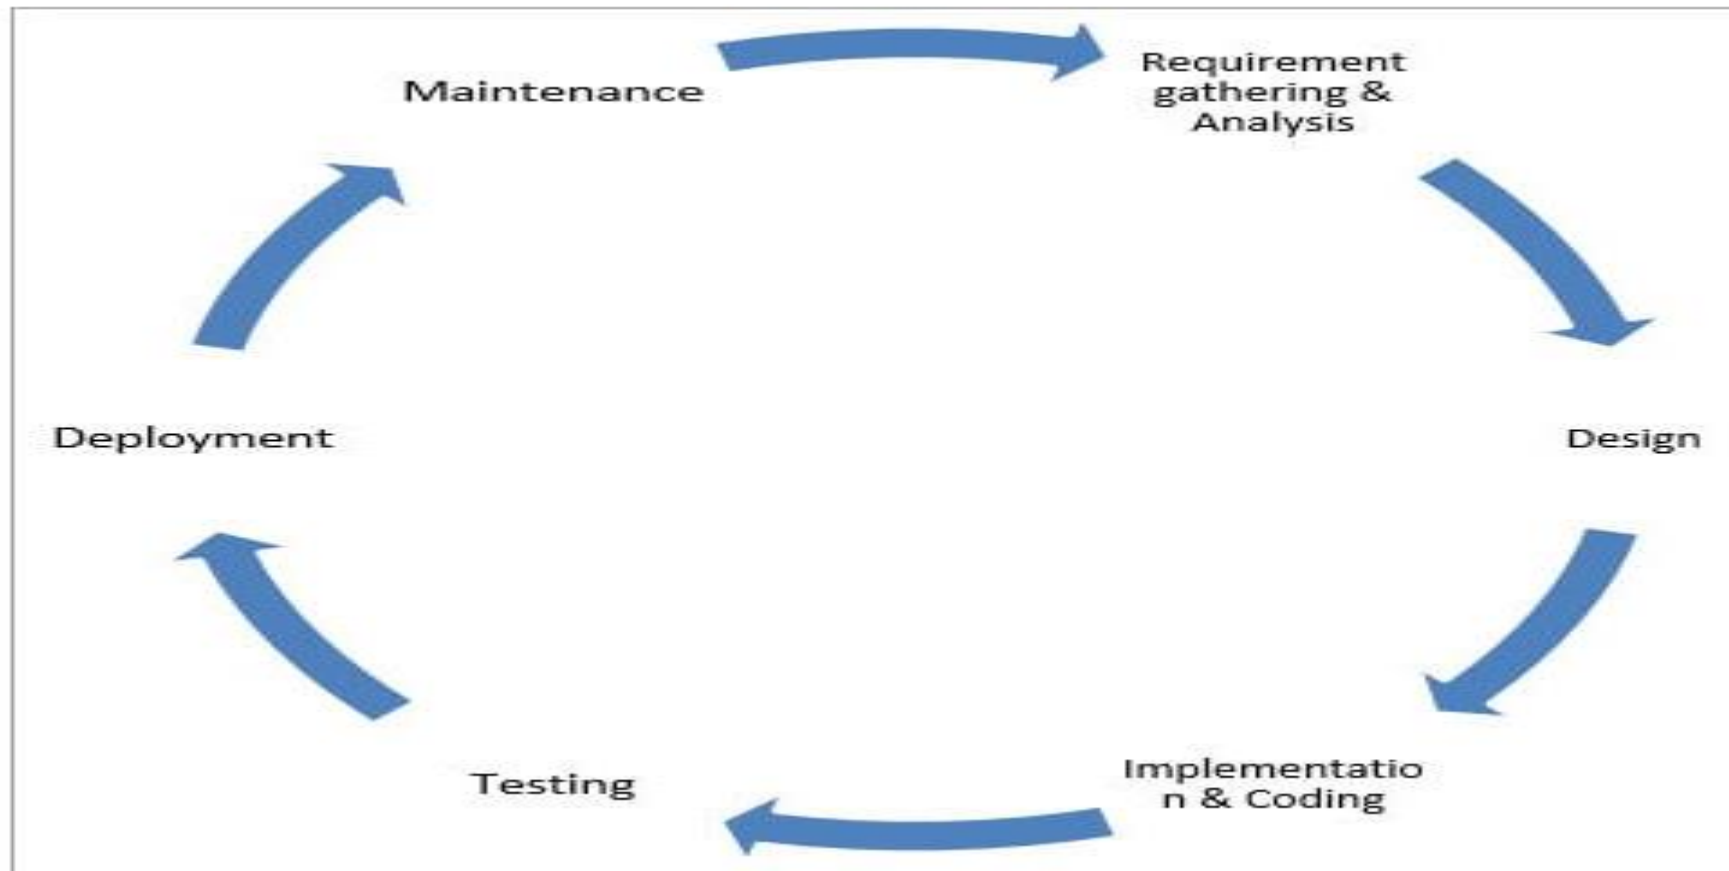 Maintenance
Requirement
gathering &
Analysis
Deployment
Design
Testing
Implementatio
n & Coding